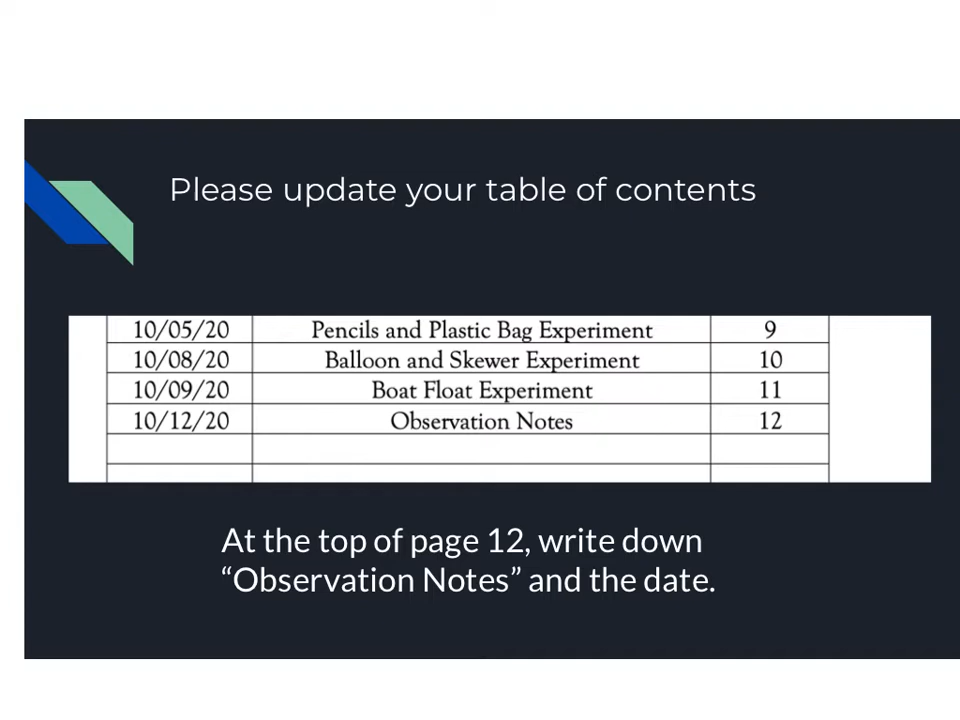 Please update your table of contents
10/05/20 Pencils and Plastic Bag Experiment 9
10/08/20 Balloon and Skewer Experiment 10
10/09/20 Boat Float Experiment 11
10/12/20 Observation Notes 12
At the top of page 12, write down
“Observation Notes” and the date.